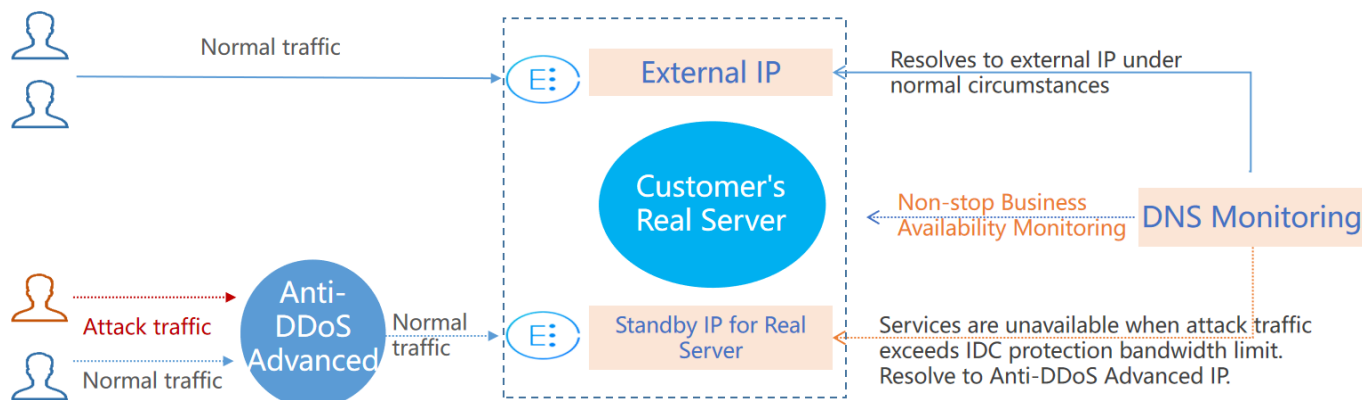 Normal traffic
E:
External IP
Resolves to external IP under
normal circumstances
Customer's
Real Server
Non-stop Business
Availability Monitoring
DNS Monitoring
Attack traffic
Normal traffic
Anti-
DDoS
Advanced
Normal
traffic
E:
Standby IP for Real
Server
Services are unavailable when attack traffic
exceeds IDC protection bandwidth limit.
Resolve to Anti-DDoS Advanced IP.